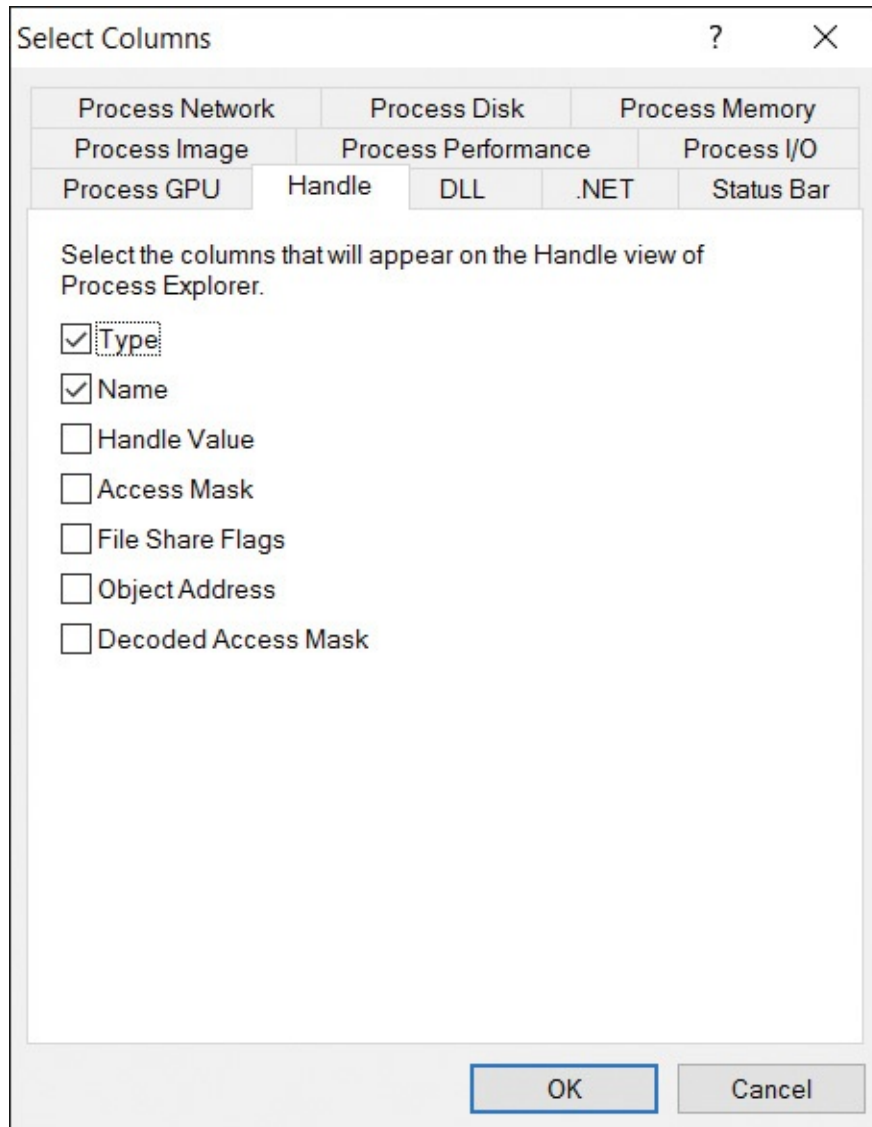 Select Columns ?
Process Network Process Disk Process Memory
Process Image Process Performance Process I/O
Process GPU Handle DLL .NET Status Bar
Select the columns that will appear on the Handle view of
Process Explorer.
Type
Name
Handle Value
Access Mask
File Share Flags
Object Address
Decoded Access Mask
OK Cancel